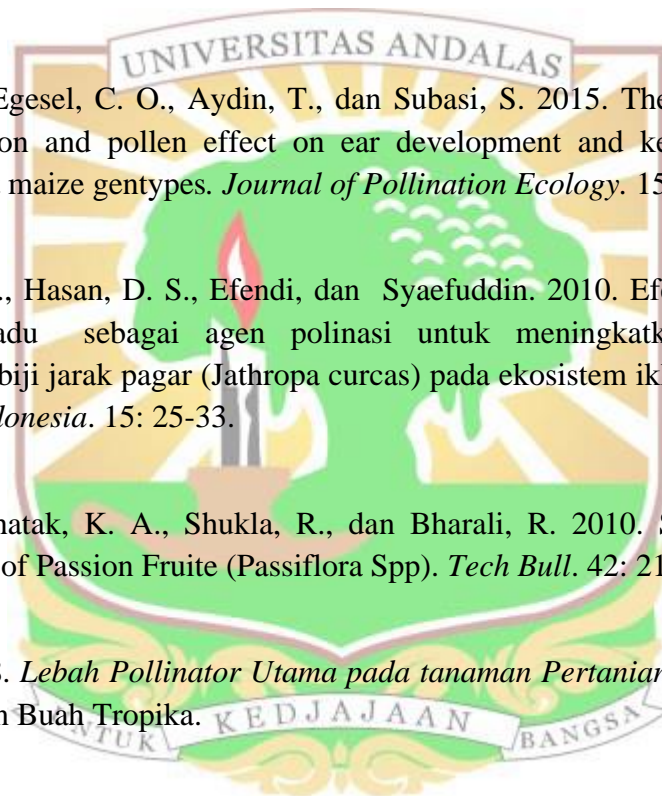 UNIVERSITAS ANDALAS
Egesel, C. O., Aydin, T., dan Subasi, S. 2015. The
on and pollen effect on ear development and ke
maize gentypes. Journal of Pollination Ecology. 15
., Hasan, D. S., Efendi, dan Syaefuddin. 2010. Ef
adu sebagai agen polinasi untuk meningkatk
biji jarak pagar (Jathropa curcas) pada ekosistem ik
donesia. 15: 25-33.
hatak, K. A., Shukla, R., dan Bharali, R. 2010. S
of Passion Fruite (Passiflora Spp). Tech Bull. 42: 21
. Lebah Pollinator Utama pada tanaman Pertanian
n Buah Tropika.
UNTUK KEDJAJAAN BANGSA